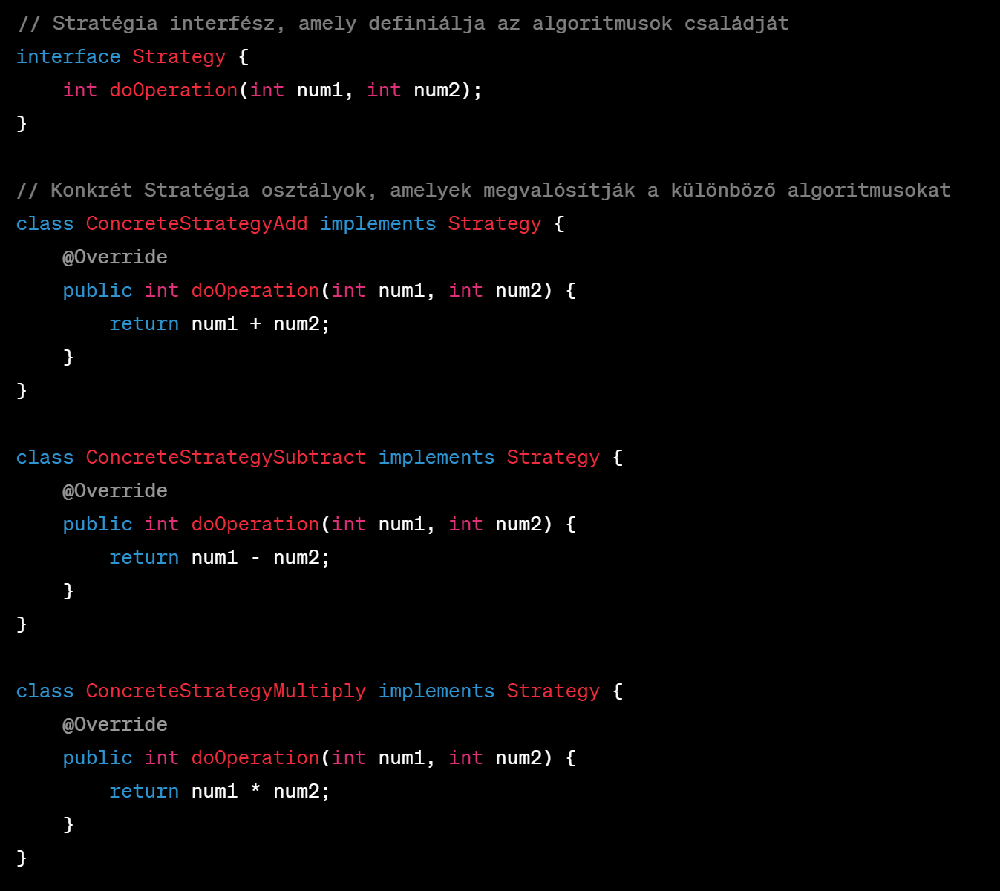 // Stratégia interfész, amely definiálja az algoritmusok családját
interface Strategy {
    int doOperation(int num1, int num2);
}

// Konkrét Stratégia osztályok, amelyek megvalósítják a különböző algoritmusokat
class ConcreteStrategyAdd implements Strategy {
    @Override
    public int doOperation(int num1, int num2) {
        return num1 + num2;
    }
}

class ConcreteStrategySubtract implements Strategy {
    @Override
    public int doOperation(int num1, int num2) {
        return num1 - num2;
    }
}

class ConcreteStrategyMultiply implements Strategy {
    @Override
    public int doOperation(int num1, int num2) {
        return num1 * num2;
    }
}